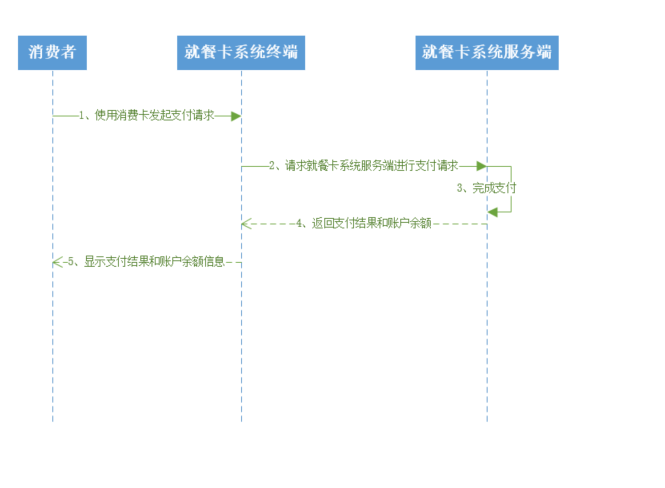 消费者
就餐卡系统终端
就餐卡系统服务端
1、使用消费卡发起支付请求
2、请求就餐卡系统服务端进行支付请求
3、完成支付
4、返回支付结果和账户余额
5、显示支付结果和账户余额信息